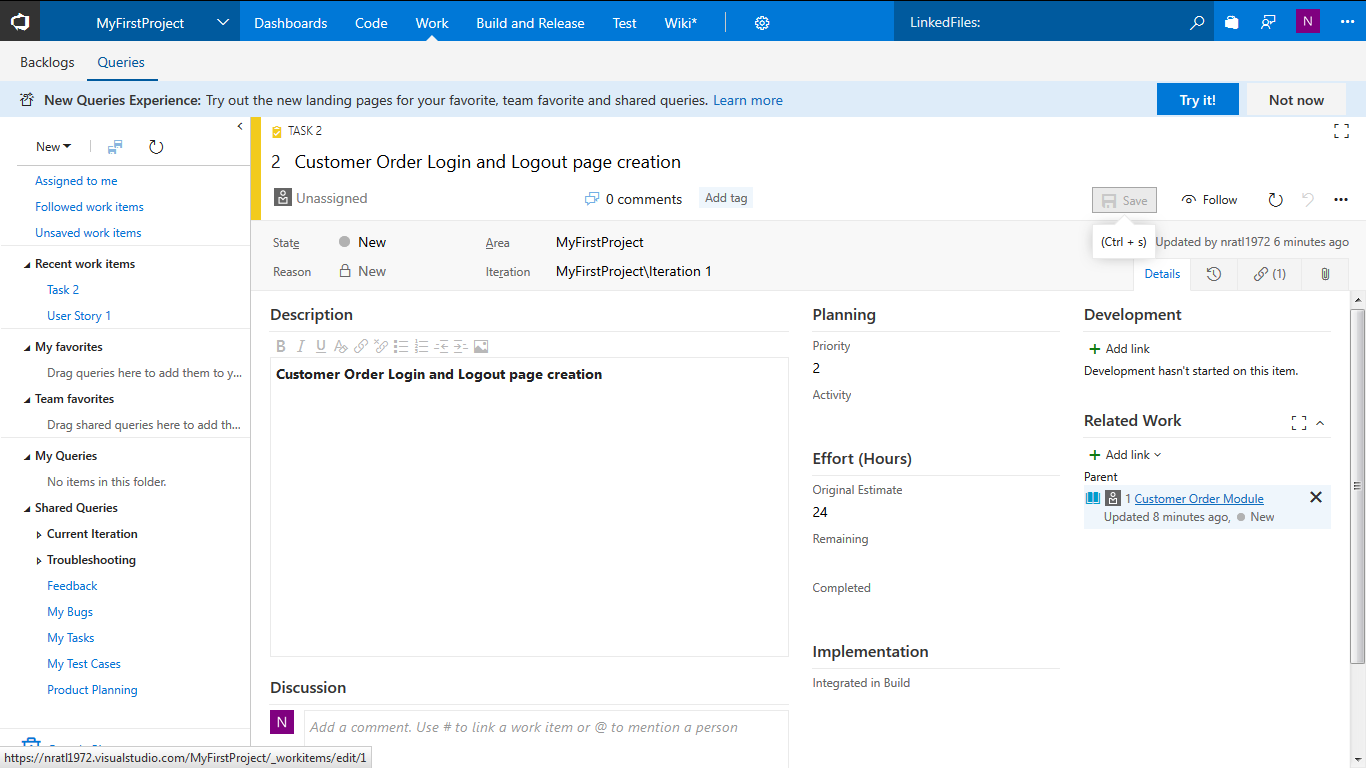 MyFirstProject Dashboards Code Work Build and Release Test Wiki* LinkedFiles: N
Backlogs Queries
New Queries Experience: Try out the new landing pages for your favorite, team favorite and shared queries. Learn more Try it! Not now
New
Assigned to me
Followed work items
Unsaved work items
Recent work items
Task 2
User Story 1
My favorites
Drag queries here to add them to y...
Team favorites
Drag shared queries here to add th...
My Queries
No items in this folder.
Shared Queries
Current Iteration
Troubleshooting
Feedback
My Bugs
My Tasks
My Test Cases
Product Planning
https://nratl1972.visualstudio.com/MyFirstProject/_workitems/edit/1
TASK 2
2 Customer Order Login and Logout page creation
Unassigned 0 comments Add tag Save Follow
(Ctrl + s)
State New Area MyFirstProject Updated by nratl1972 6 minutes ago
Reason New Iteration MyFirstProject\Iteration 1
Details (1)
Description
B I U
Customer Order Login and Logout page creation
Discussion
N Add a comment. Use # to link a work item or @ to mention a person
Planning
Priority
2
Activity
Effort (Hours)
Original Estimate
24
Remaining
Completed
Implementation
Integrated in Build
Development
Add link
Development hasn't started on this item.
Related Work
Add link
Parent
1 Customer Order Module
Updated 8 minutes ago, New